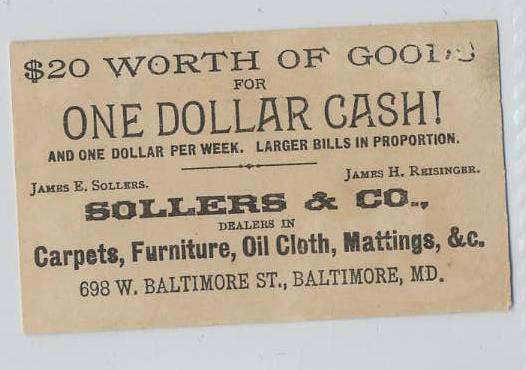 $20 WORTH OF GOODS
FOR
ONE DOLLAR CASH!
AND ONE DOLLAR PER WEEK. LARGER BILLS IN PROPORTION.
JAMES E. SOLLERS. JAMES H. REISINGER.
SOLLERS & CO.,
DEALERS IN
Carpets, Furniture, Oil Cloth, Mattings, &c.
698 W. BALTIMORE ST., BALTIMORE, MD.